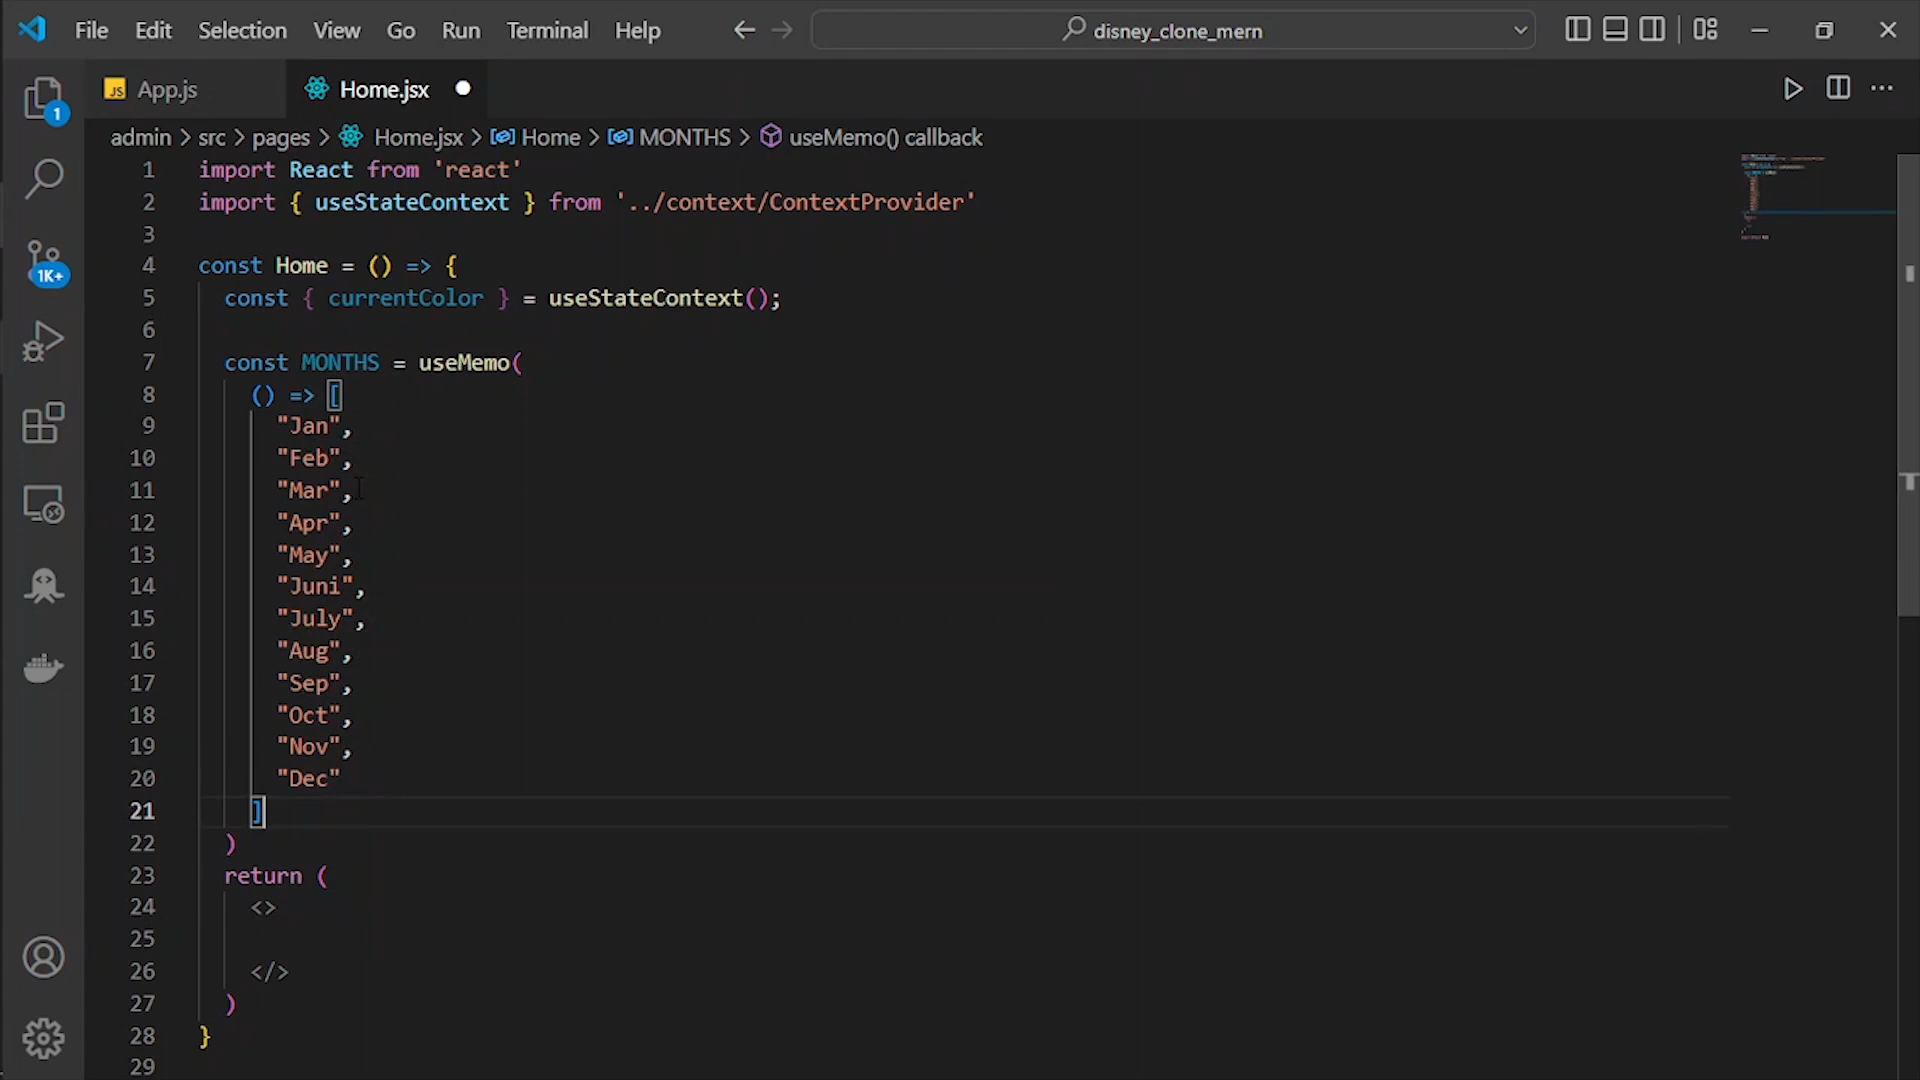 File Edit Selection View Go Run Terminal Help disney_clone_mern
JS App.js Home.jsx
1
admin > src > pages > Home.jsx > Home > MONTHS > useMemo() callback
1 import React from 'react'
2 import { useStateContext } from '../context/ContextProvider'
3
4 const Home = () => {
1K+
5 const { currentColor } = useStateContext();
6
7 const MONTHS = useMemo(
8 () => [
9 "Jan",
10 "Feb",
11 "Mar",
12 "Apr",
13 "May",
14 "Juni",
15 "July",
16 "Aug",
17 "Sep",
18 "Oct",
19 "Nov",
20 "Dec"
21 ]
22 )
23 return (
24 <>
25
26 </>
27 )
28 }
29